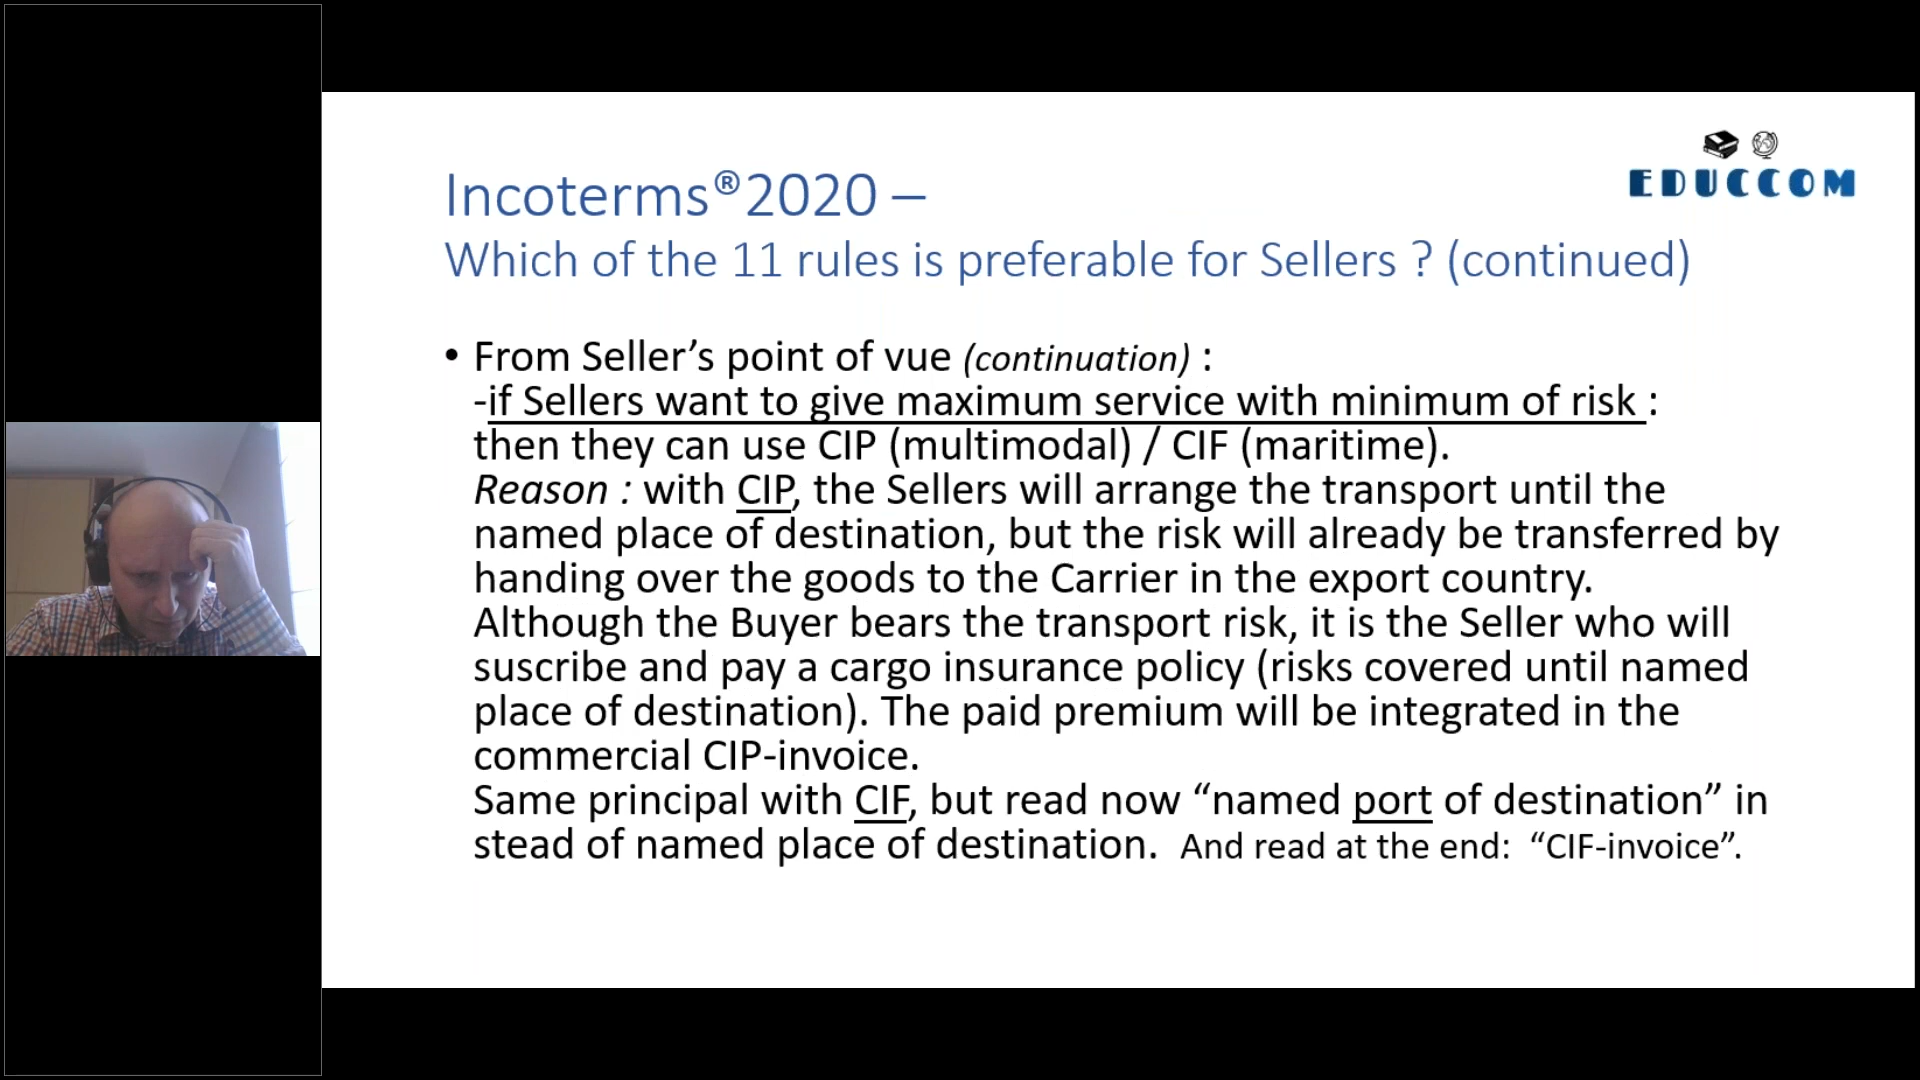 EDUCCOM
Incoterms®2020 –
Which of the 11 rules is preferable for Sellers ? (continued)
• From Seller’s point of vue (continuation) :
-if Sellers want to give maximum service with minimum of risk :
then they can use CIP (multimodal) / CIF (maritime).
Reason : with CIP, the Sellers will arrange the transport until the
named place of destination, but the risk will already be transferred by
handing over the goods to the Carrier in the export country.
Although the Buyer bears the transport risk, it is the Seller who will
suscribe and pay a cargo insurance policy (risks covered until named
place of destination). The paid premium will be integrated in the
commercial CIP-invoice.
Same principal with CIF, but read now “named port of destination” in
stead of named place of destination. And read at the end: “CIF-invoice”.